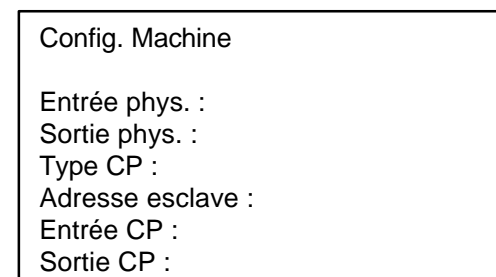 Config. Machine
Entrée phys. :
Sortie phys. :
Type CP :
Adresse esclave :
Entrée CP :
Sortie CP :